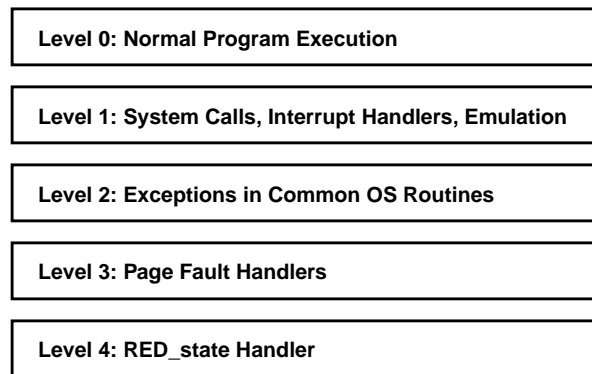 Level 0: Normal Program Execution
Level 1: System Calls, Interrupt Handlers, Emulation
Level 2: Exceptions in Common OS Routines
Level 3: Page Fault Handlers
Level 4: RED_state Handler